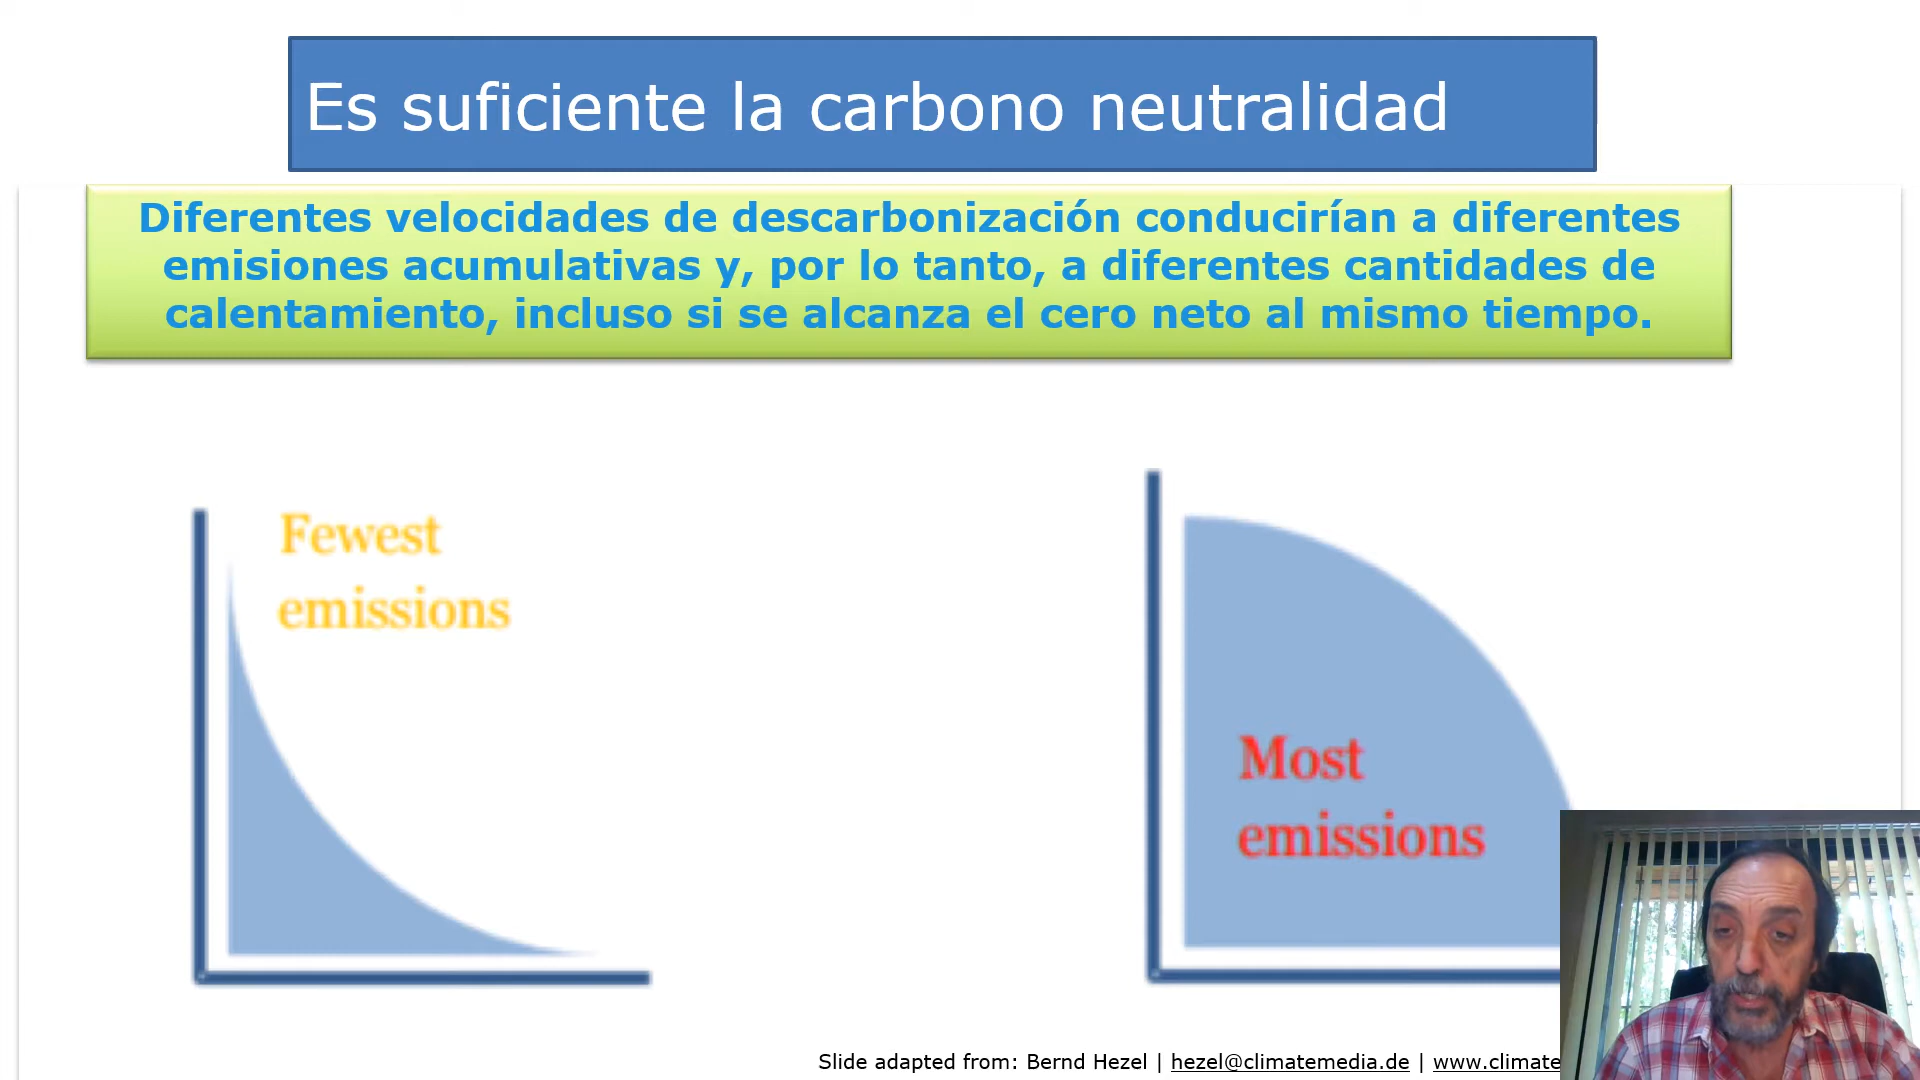 Es suficiente la carbono neutralidad
Diferentes velocidades de descarbonización conducirían a diferentes
emisiones acumulativas y, por lo tanto, a diferentes cantidades de
calentamiento, incluso si se alcanza el cero neto al mismo tiempo.
Fewest
emissions
Most
emissions
Slide adapted from: Bernd Hezel | hezel@climatemedia.de | www.climate